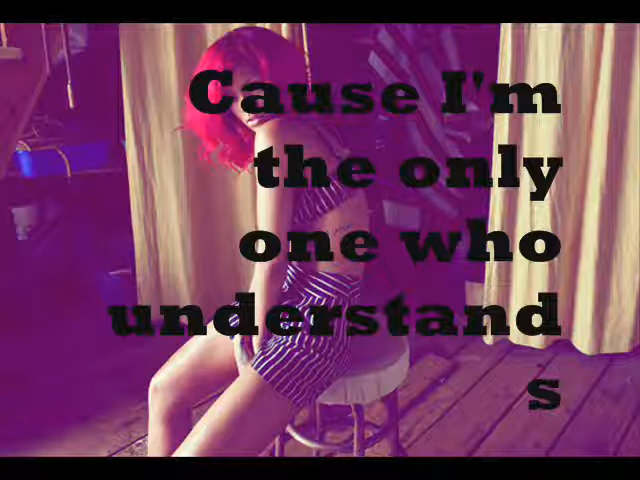 Cause I'm
the only
one who
understand
s